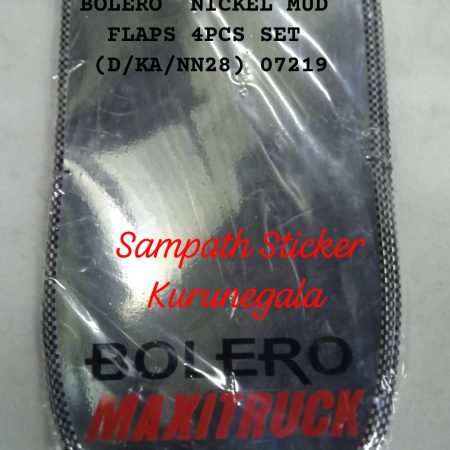 BOLERO NICKEL MUD
FLAPS 4PCS SET
(D/KA/NN28) 07219
Sampath Sticker
Kurunegala
BOLERO
MAXITRUCK